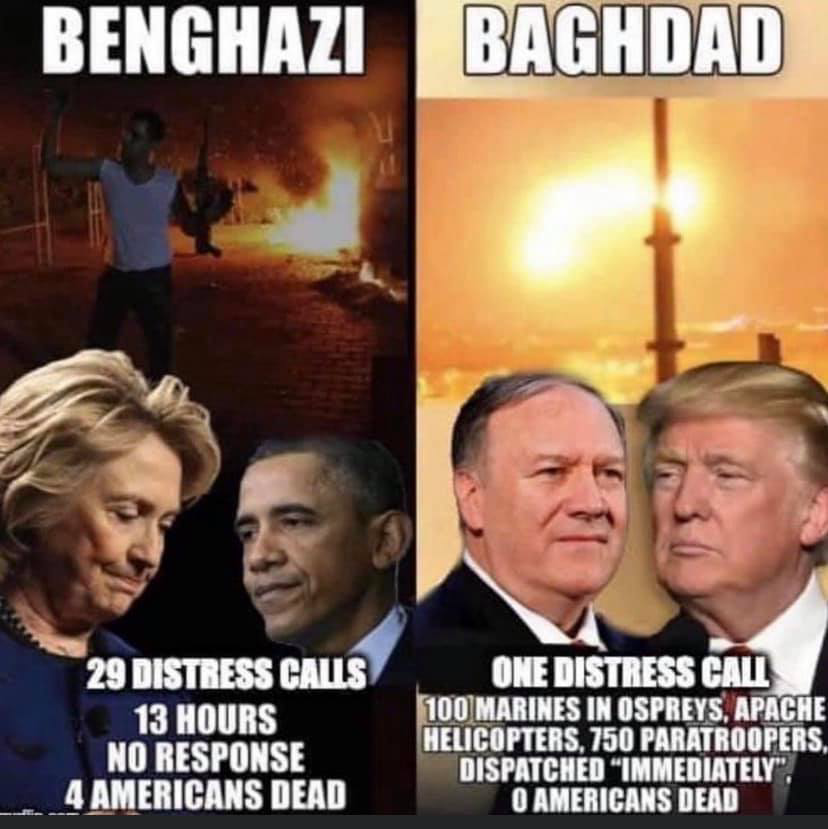 BENGHAZI
29 DISTRESS CALLS
13 HOURS
NO RESPONSE
4 AMERICANS DEAD
BAGHDAD
ONE DISTRESS CALL
100 MARINES IN OSPREYS, APACHE
HELICOPTERS, 750 PARATROOPERS,
DISPATCHED “IMMEDIATELY”.
0 AMERICANS DEAD